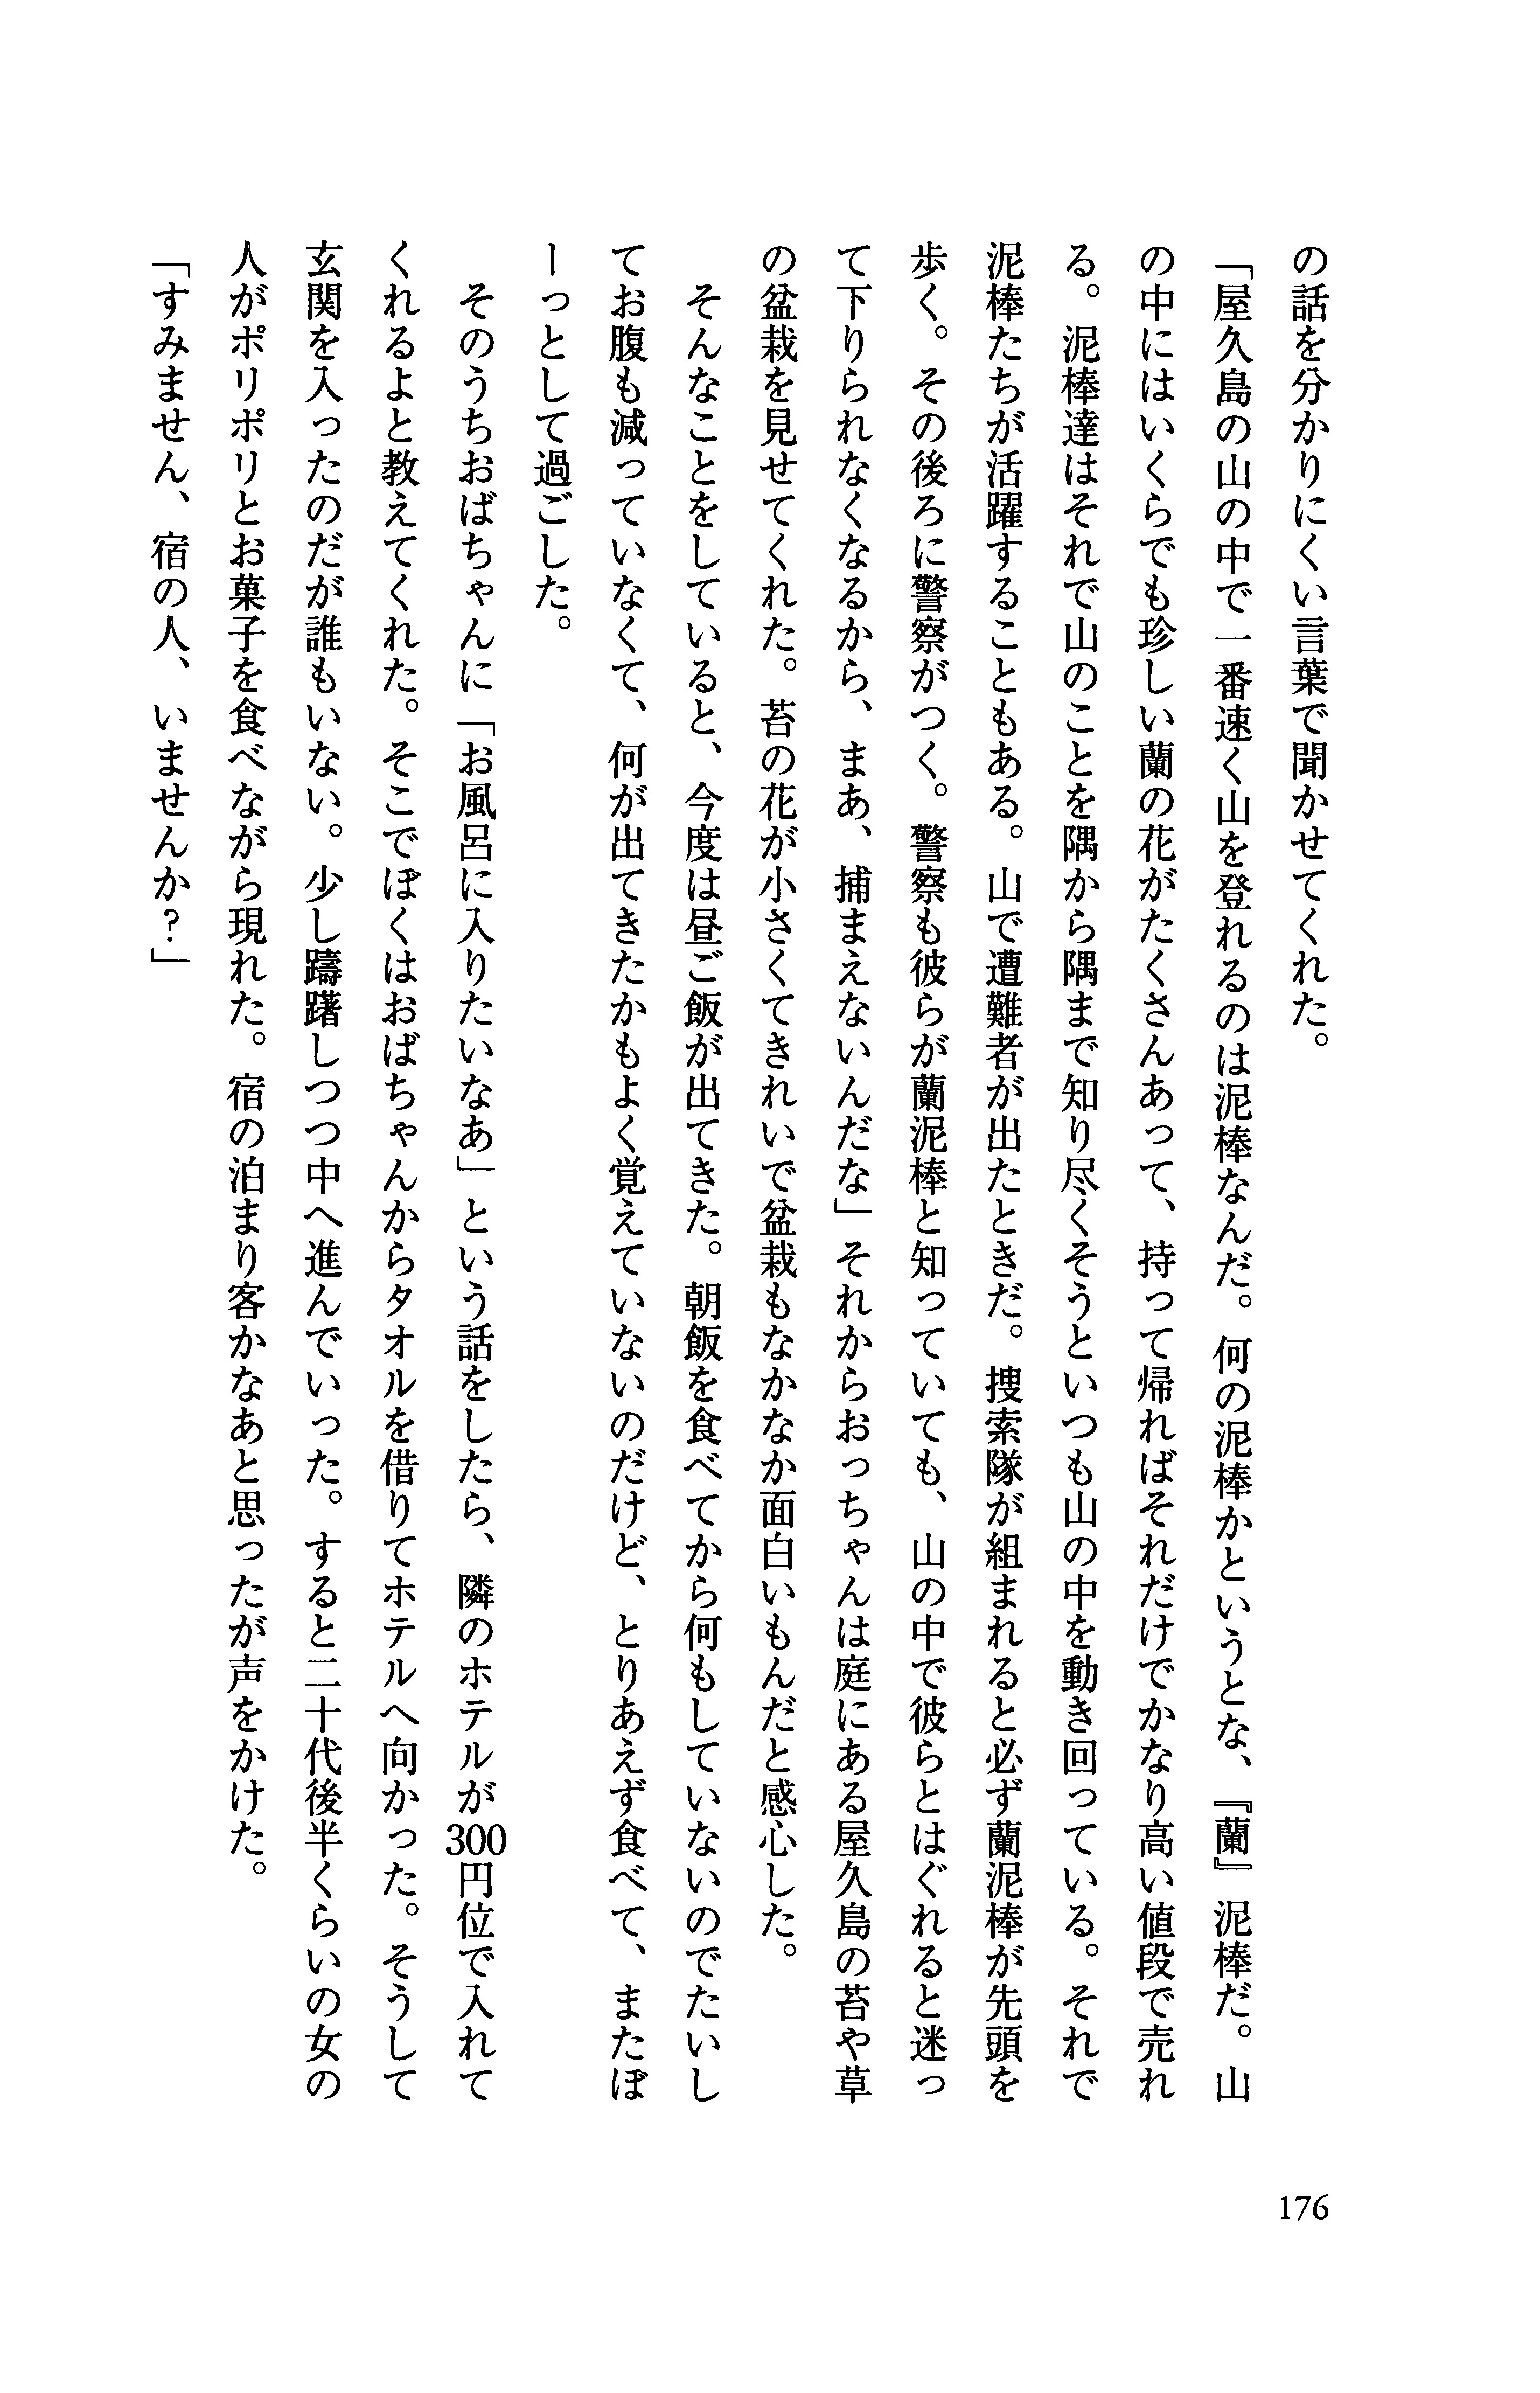 の話を分かりにくい言葉で聞かせてくれた。
「屋久島の山の中で一番速く山を登れるのは泥棒なんだ。何の泥棒かというとな、『蘭』泥棒だ。山
の中にはいくらでも珍しい蘭の花がたくさんあって、持って帰ればそれだけでかなり高い値段で売れ
る。泥棒達はそれで山のことを隅から隅まで知り尽くそうといつも山の中を動き回っている。それで
泥棒たちが活躍することもある。山で遭難者が出たときだ。捜索隊が組まれると必ず蘭泥棒が先頭を
歩く。その後ろに警察がつく。警察も彼らが蘭泥棒と知っていても、山の中で彼らとはぐれると迷っ
て下りられなくなるから、まあ、捕まえないんだな」それからおっちゃんは庭にある屋久島の苔や草
の盆栽を見せてくれた。苔の花が小さくてきれいで盆栽もなかなか面白いもんだと感心した。
　そんなことをしていると、今度は昼ご飯が出てきた。朝飯を食べてから何もしていないのでたいし
てお腹も減っていなくて、何が出てきたかもよく覚えていないのだけど、とりあえず食べて、またぼ
ーっとして過ごした。
　そのうちおばちゃんに「お風呂に入りたいなあ」という話をしたら、隣のホテルが300円位で入れて
くれるよと教えてくれた。そこでぼくはおばちゃんからタオルを借りてホテルへ向かった。そうして
玄関を入ったのだが誰もいない。少し躊躇しつつ中へ進んでいった。すると二十代後半くらいの女の
人がポリポリとお菓子を食べながら現れた。宿の泊まり客かなあと思ったが声をかけた。
「すみません、宿の人、いませんか?」
176